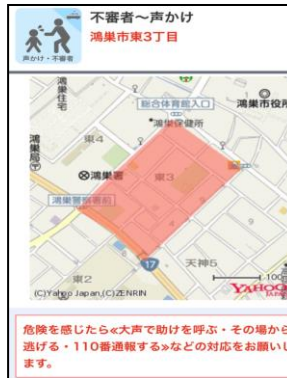 不審者～声かけ
鴻巣市東3丁目
声かけ・不審者
鴻巣住宅
総合体育館入口
鴻巣市役所
鴻巣保健所
東4
鴻巣局
鴻巣署
東3
鴻巣警察署前
4
9
東2
17
天神5
100
(C)Yahoo Japan,(C)ZENRIN
YAHOO
危険を感じたら≪大声で助けを呼ぶ・その場から
逃げる・110番通報する≫などの対応をお願いし
ます。